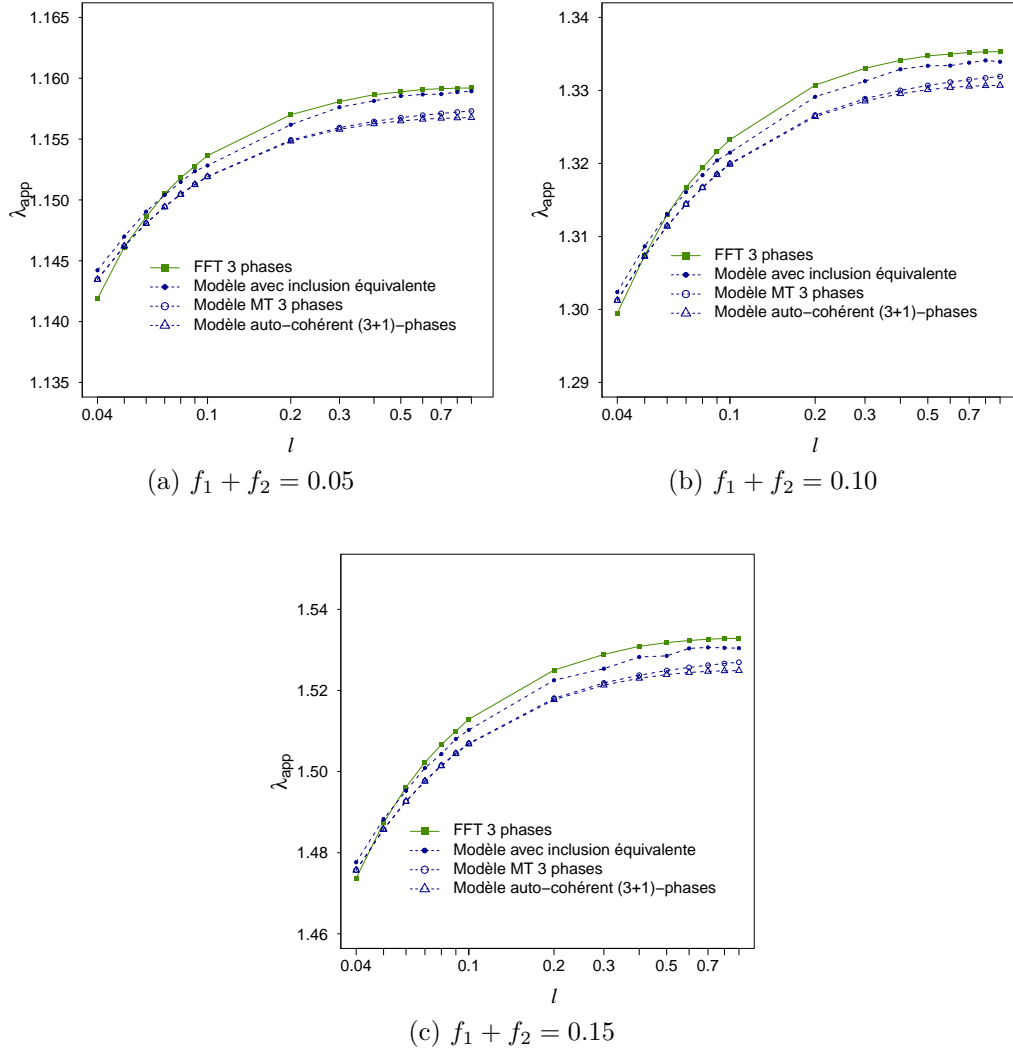 1.165
1.160
1.155
1.150
1.145
1.140
1.135
λapp
FFT 3 phases
Modèle avec inclusion équivalente
Modèle MT 3 phases
Modèle auto−cohérent (3+1)−phases
0.04 0.1 0.2 0.3 0.5 0.7
l
(a) f1 + f2 = 0.05
1.34
1.33
1.32
1.31
1.30
1.29
λapp
FFT 3 phases
Modèle avec inclusion équivalente
Modèle MT 3 phases
Modèle auto−cohérent (3+1)−phases
0.04 0.1 0.2 0.3 0.5 0.7
l
(b) f1 + f2 = 0.10
1.54
1.52
1.50
1.48
1.46
λapp
FFT 3 phases
Modèle avec inclusion équivalente
Modèle MT 3 phases
Modèle auto−cohérent (3+1)−phases
0.04 0.1 0.2 0.3 0.5 0.7
l
(c) f1 + f2 = 0.15